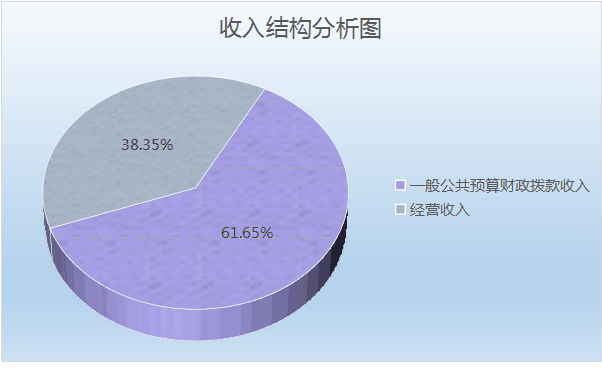 收入结构分析图
38.35%
61.65%
一般公共预算财政拨款收入
经营收入